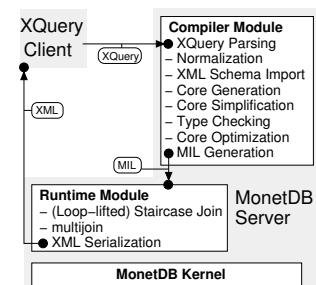 XQuery
Client
XQuery
XML
Compiler Module
XQuery Parsing
– Normalization
– XML Schema Import
– Core Generation
– Core Simplification
– Type Checking
– Core Optimization
MIL Generation
MIL
Runtime Module
– (Loop–lifted) Staircase Join
– multijoin
XML Serialization
MonetDB
Server
MonetDB Kernel